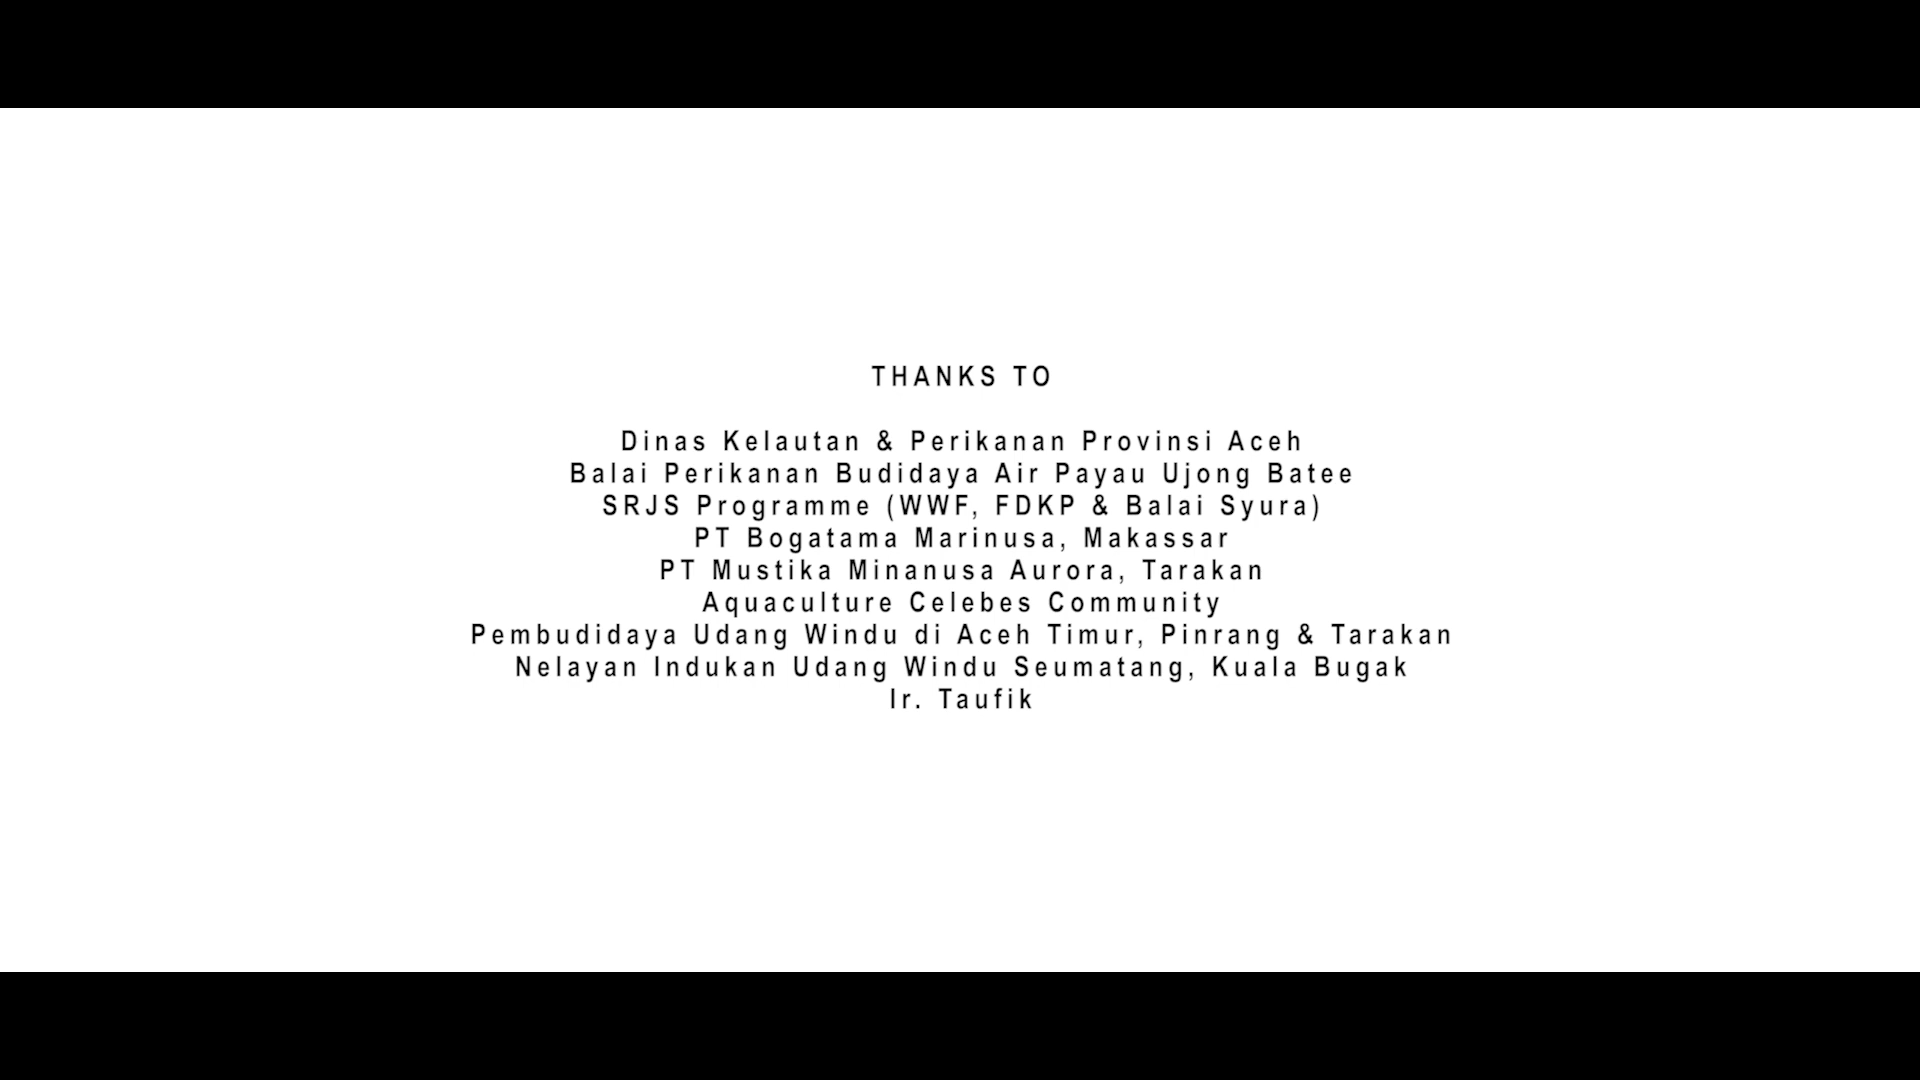 THANKS TO
Dinas Kelautan & Perikanan Provinsi Aceh
Balai Perikanan Budidaya Air Payau Ujong Batee
SRJS Programme (WWF, FDKP & Balai Syura)
PT Bogatama Marinusa, Makassar
PT Mustika Minanusa Aurora, Tarakan
Aquaculture Celebes Community
Pembudidaya Udang Windu di Aceh Timur, Pinrang & Tarakan
Nelayan Indukan Udang Windu Seumatang, Kuala Bugak
Ir. Taufik